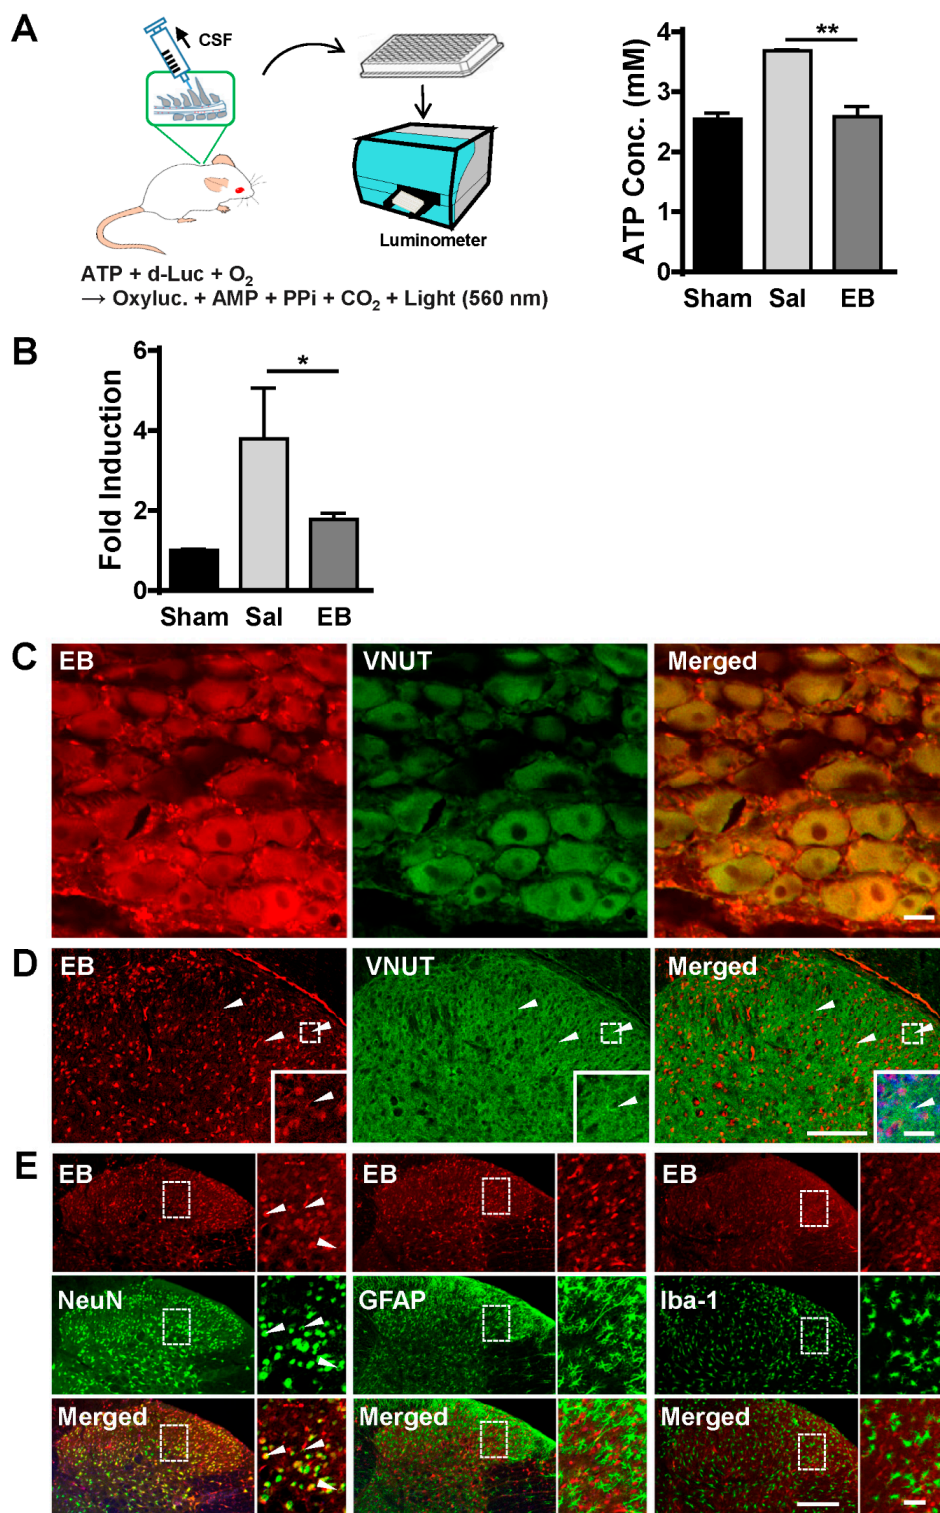 A
CSF
Luminometer
ATP + d-Luc + O₂
→ Oxyluc. + AMP + PPi + CO₂ + Light (560 nm)
ATP Conc. (mM)
4
3
2
1
0
**
Sham Sal EB
B
Fold Induction
6
4
2
0
*
Sham Sal EB
C
EB VNUT Merged
D
EB VNUT Merged
E
EB EB EB
NeuN GFAP Iba-1
Merged Merged Merged